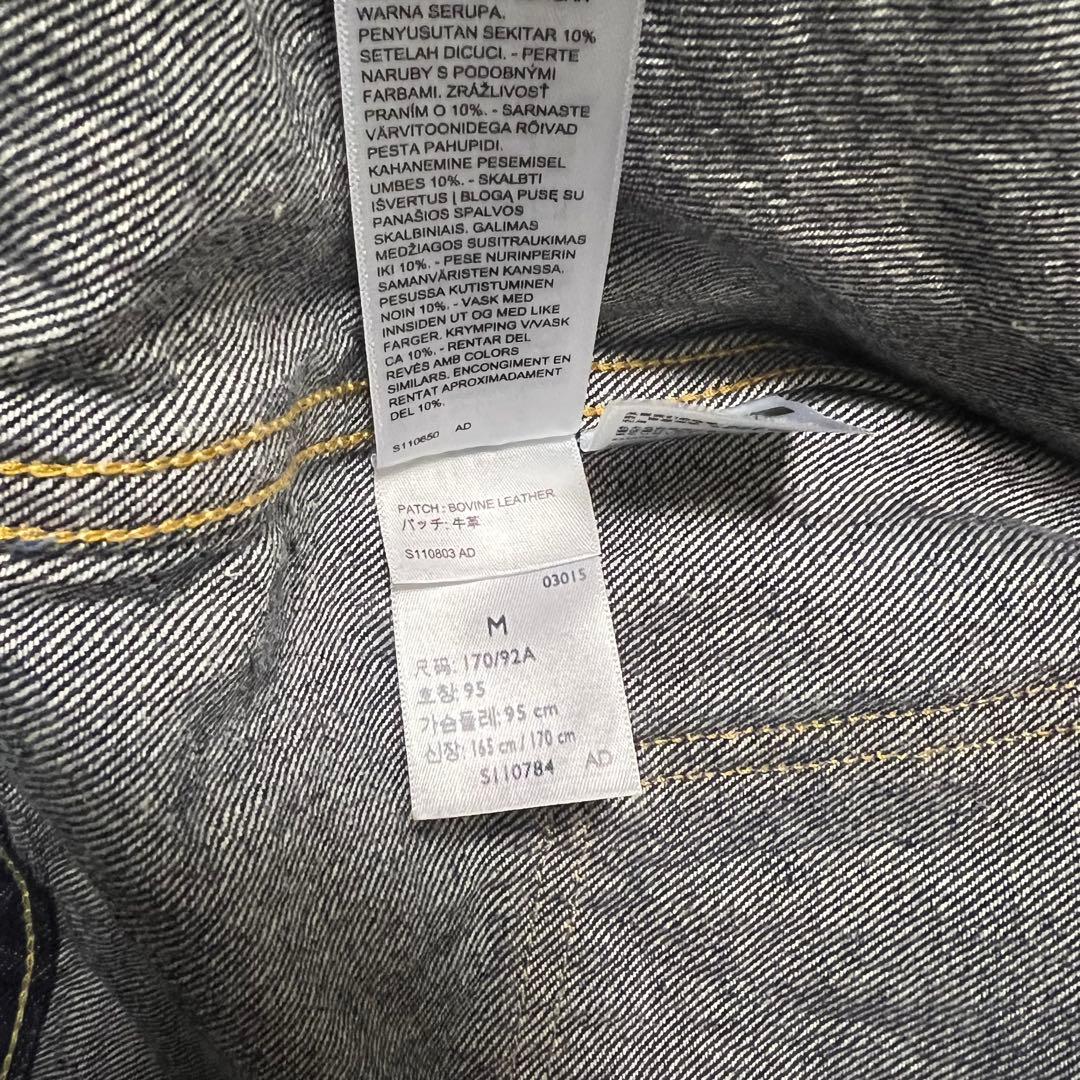 WARNA SERUPA.
PENYUSUTAN SEKITAR 10%
SETELAH DICUCI. - PERTE
NARUBY S PODOBNÝMI
FARBAMI. ZRÁŽLIVOSŤ
PRANÍM O 10%. - SARNASTE
VÄRVITOONIDEGA RÕIVAD
PESTA PAHUPIDI.
KAHANEMINE PESEMISEL
UMBES 10%. - SKALBTI
IŠVERTUS Į BLOGĄ PUSĘ SU
PANAŠIOS SPALVOS
SKALBINIAIS. GALIMAS
MEDŽIAGOS SUSITRAUKIMAS
IKI 10%. - PESE NURINPERIN
SAMANVÄRISTEN KANSSA.
PESUSSA KUTISTUMINEN
NOIN 10%. - VASK MED
INNSIDEN UT OG MED LIKE
FARGER. KRYMPING V/VASK
CA 10%. - RENTAR DEL
REVÉS AMB COLORS
SIMILARS. ENCONGIMENT EN
RENTAT APROXIMADAMENT
DEL 10%.
S110650 AD
PATCH : BOVINE LEATHER
パッチ: 牛革
S110803 AD
03015
M
尺码: 170/92A
호칭: 95
가슴둘레: 95 cm
신장: 165 cm / 170 cm
S110784 AD